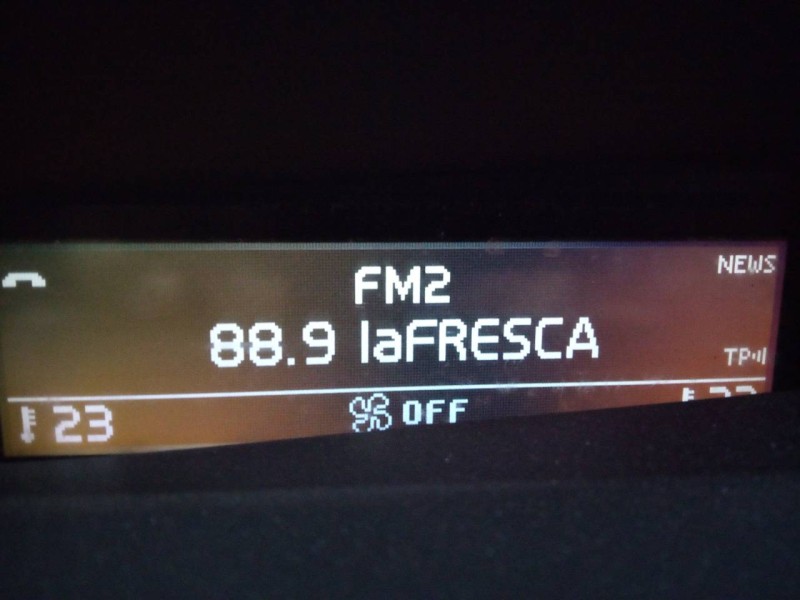 NEWS
FM2
88.9 laFRESCA
TP
23
OFF